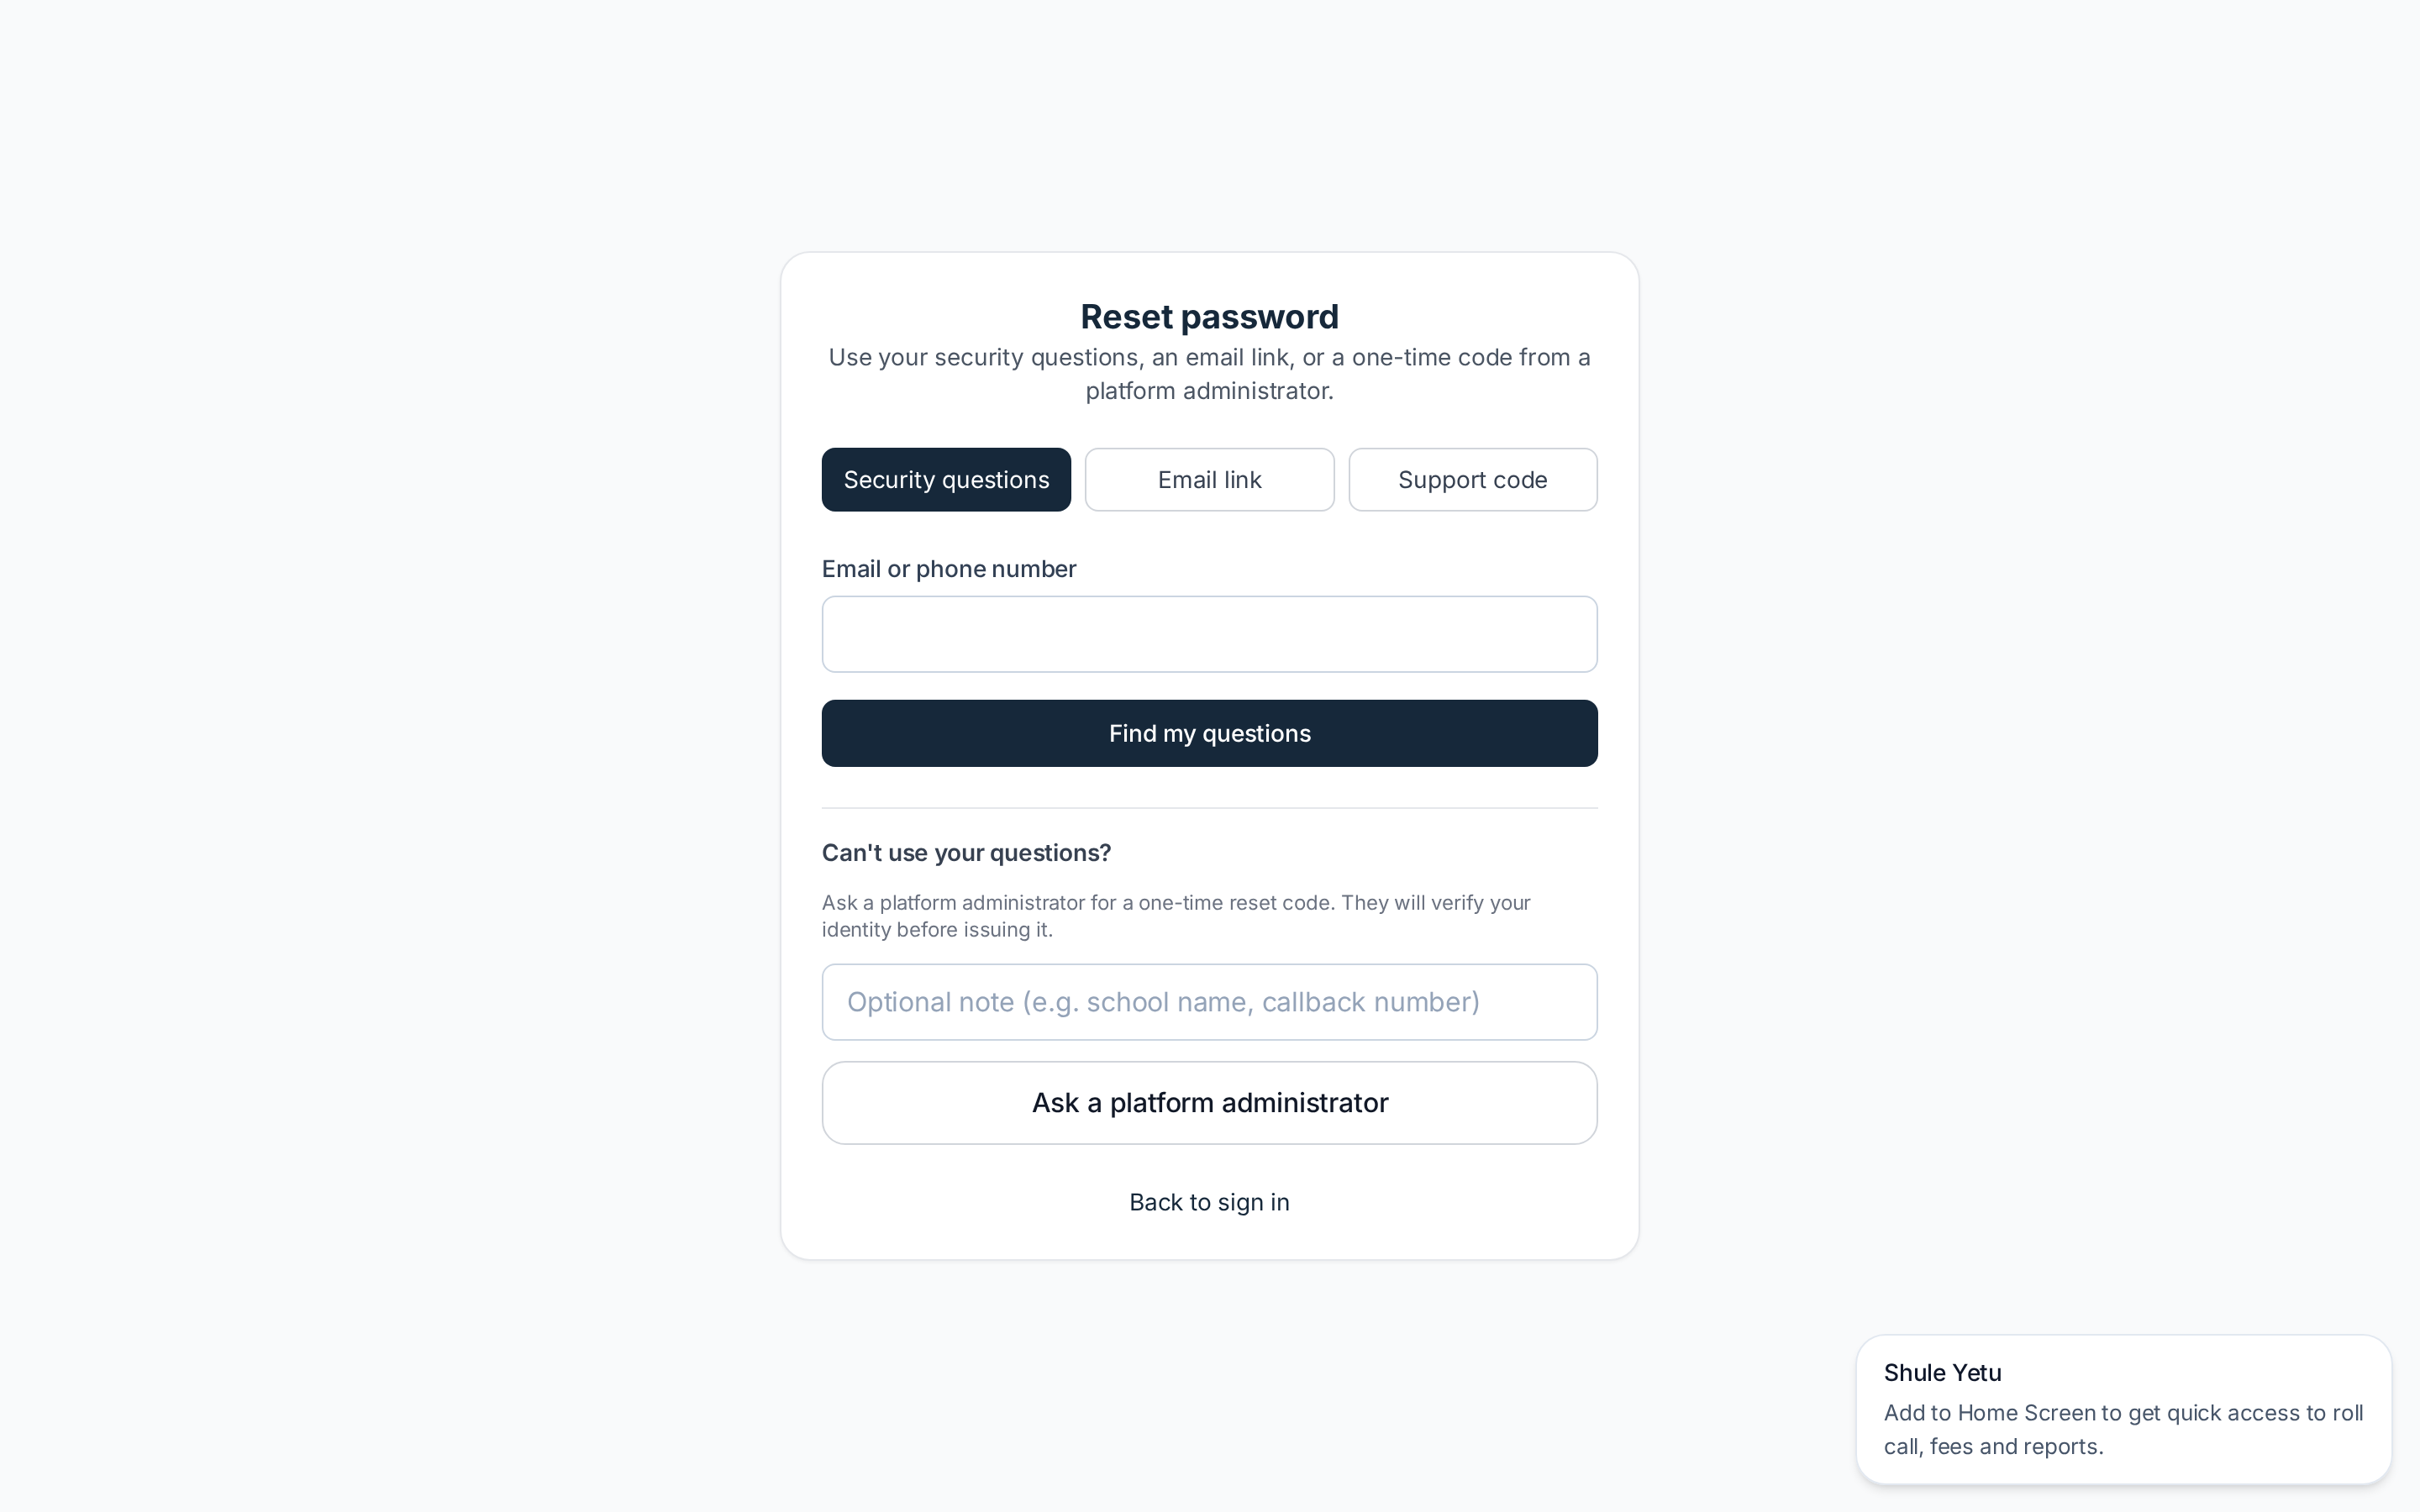 Reset password
Use your security questions, an email link, or a one-time code from a
platform administrator.
Security questions
Email link
Support code
Email or phone number
Find my questions
Can't use your questions?
Ask a platform administrator for a one-time reset code. They will verify your
identity before issuing it.
Optional note (e.g. school name, callback number)
Ask a platform administrator
Back to sign in
Shule Yetu
Add to Home Screen to get quick access to roll
call, fees and reports.